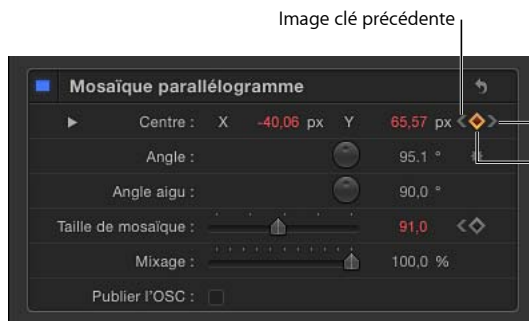 Image clé précédente
Mosaïque parallélogramme
Centre : X -40,06 px Y 65,57 px
Angle : 95.1 °
Angle aigu : 90,0 °
Taille de mosaïque : 91,0
Mixage : 100,0 %
Publier l'OSC :